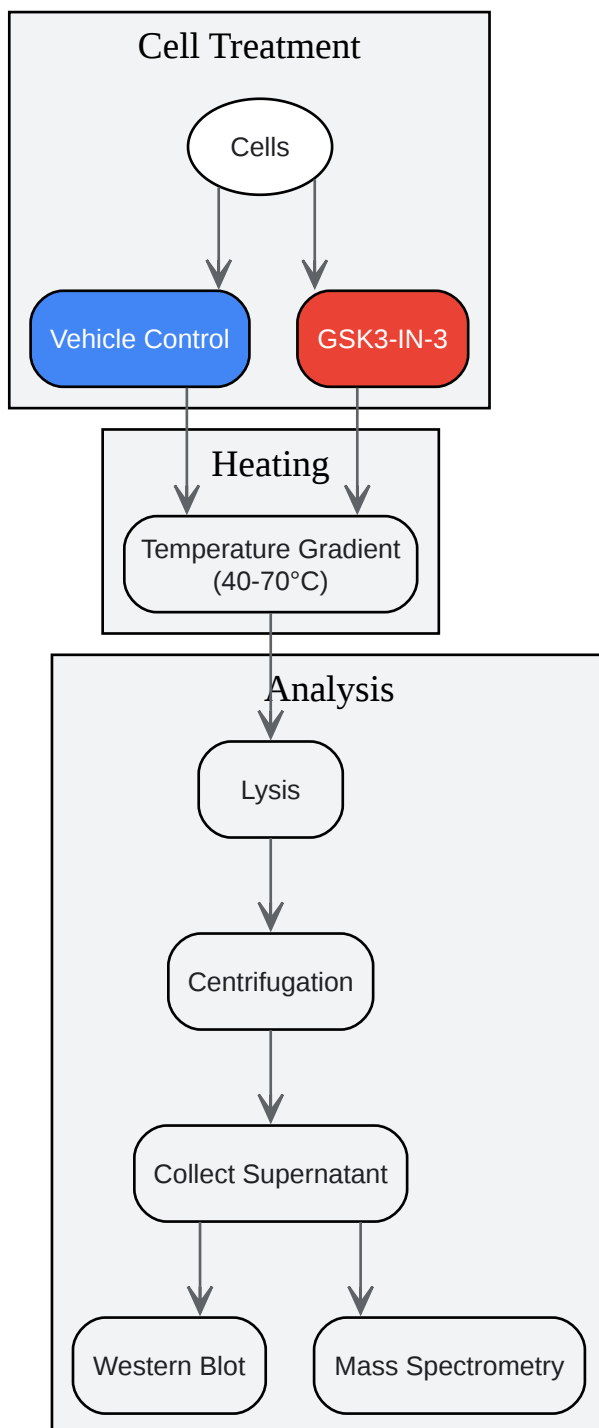 Cell Treatment
Cells
Vehicle Control
GSK3-IN-3
Heating
Temperature Gradient
(40-70°C)
Analysis
Lysis
Centrifugation
Collect Supernatant
Western Blot
Mass Spectrometry